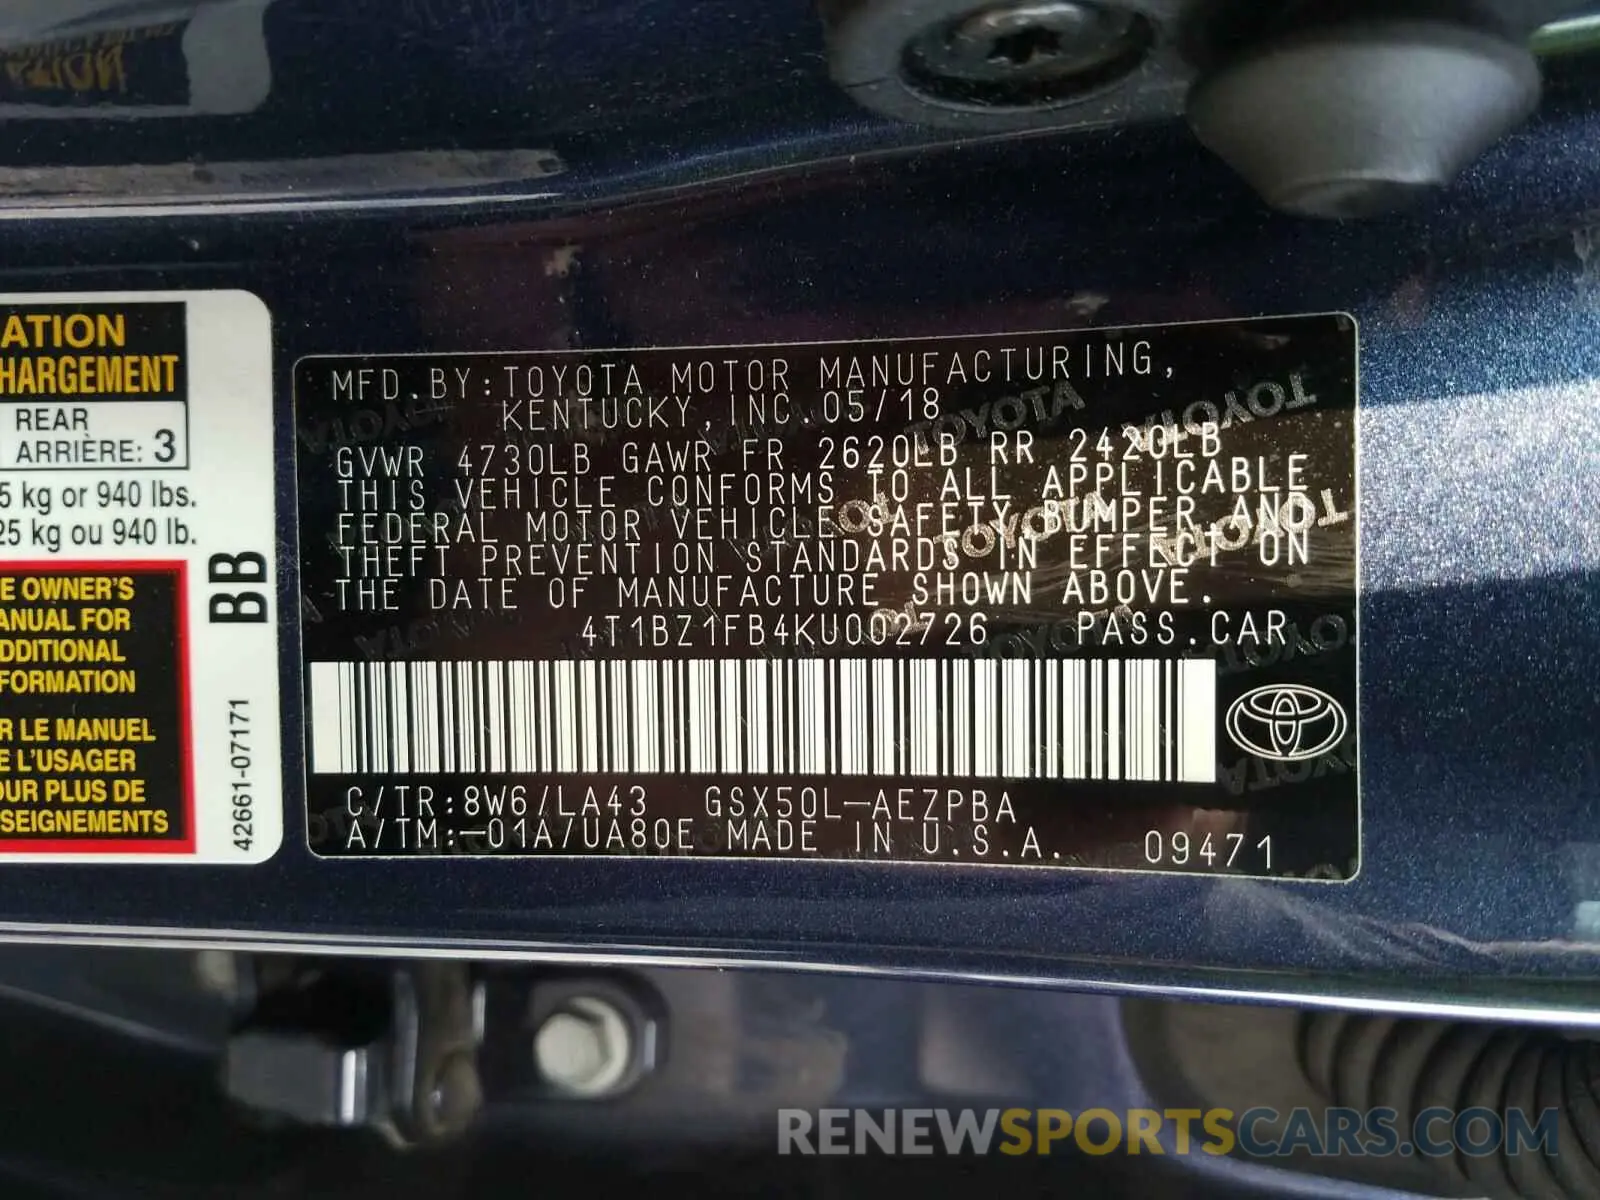 ATION
HARGEMENT
REAR
ARRIÈRE: 3
5 kg or 940 lbs.
25 kg ou 940 lb.
E OWNER'S
ANUAL FOR
DDITIONAL
FORMATION
R LE MANUEL
E L'USAGER
OUR PLUS DE
SEIGNEMENTS
BB
42661-07171
MFD.BY:TOYOTA MOTOR MANUFACTURING,
KENTUCKY, INC. 05/18
GVWR 4730LB GAWR FR 2620LB RR 2420LB
THIS VEHICLE CONFORMS TO ALL APPLICABLE
FEDERAL MOTOR VEHICLE SAFETY, BUMPER, AND
THEFT PREVENTION STANDARDS IN EFFECT ON
THE DATE OF MANUFACTURE SHOWN ABOVE.
4T1BZ1FB4KU002726 PASS.CAR
C/TR:8W6/LA43 GSX50L-AEZPBA
A/TM:-01A/UA80E MADE IN U.S.A. 09471
RENEWSPORTSCARS.COM